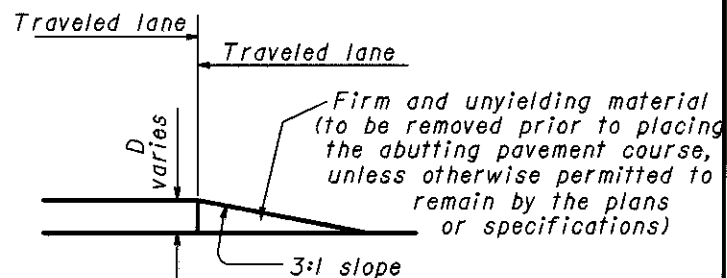 Traveled lane
Traveled lane
Firm and unyielding material
(to be removed prior to placing
the abutting pavement course,
unless otherwise permitted to
remain by the plans
or specifications)
D
varies
3:1 slope